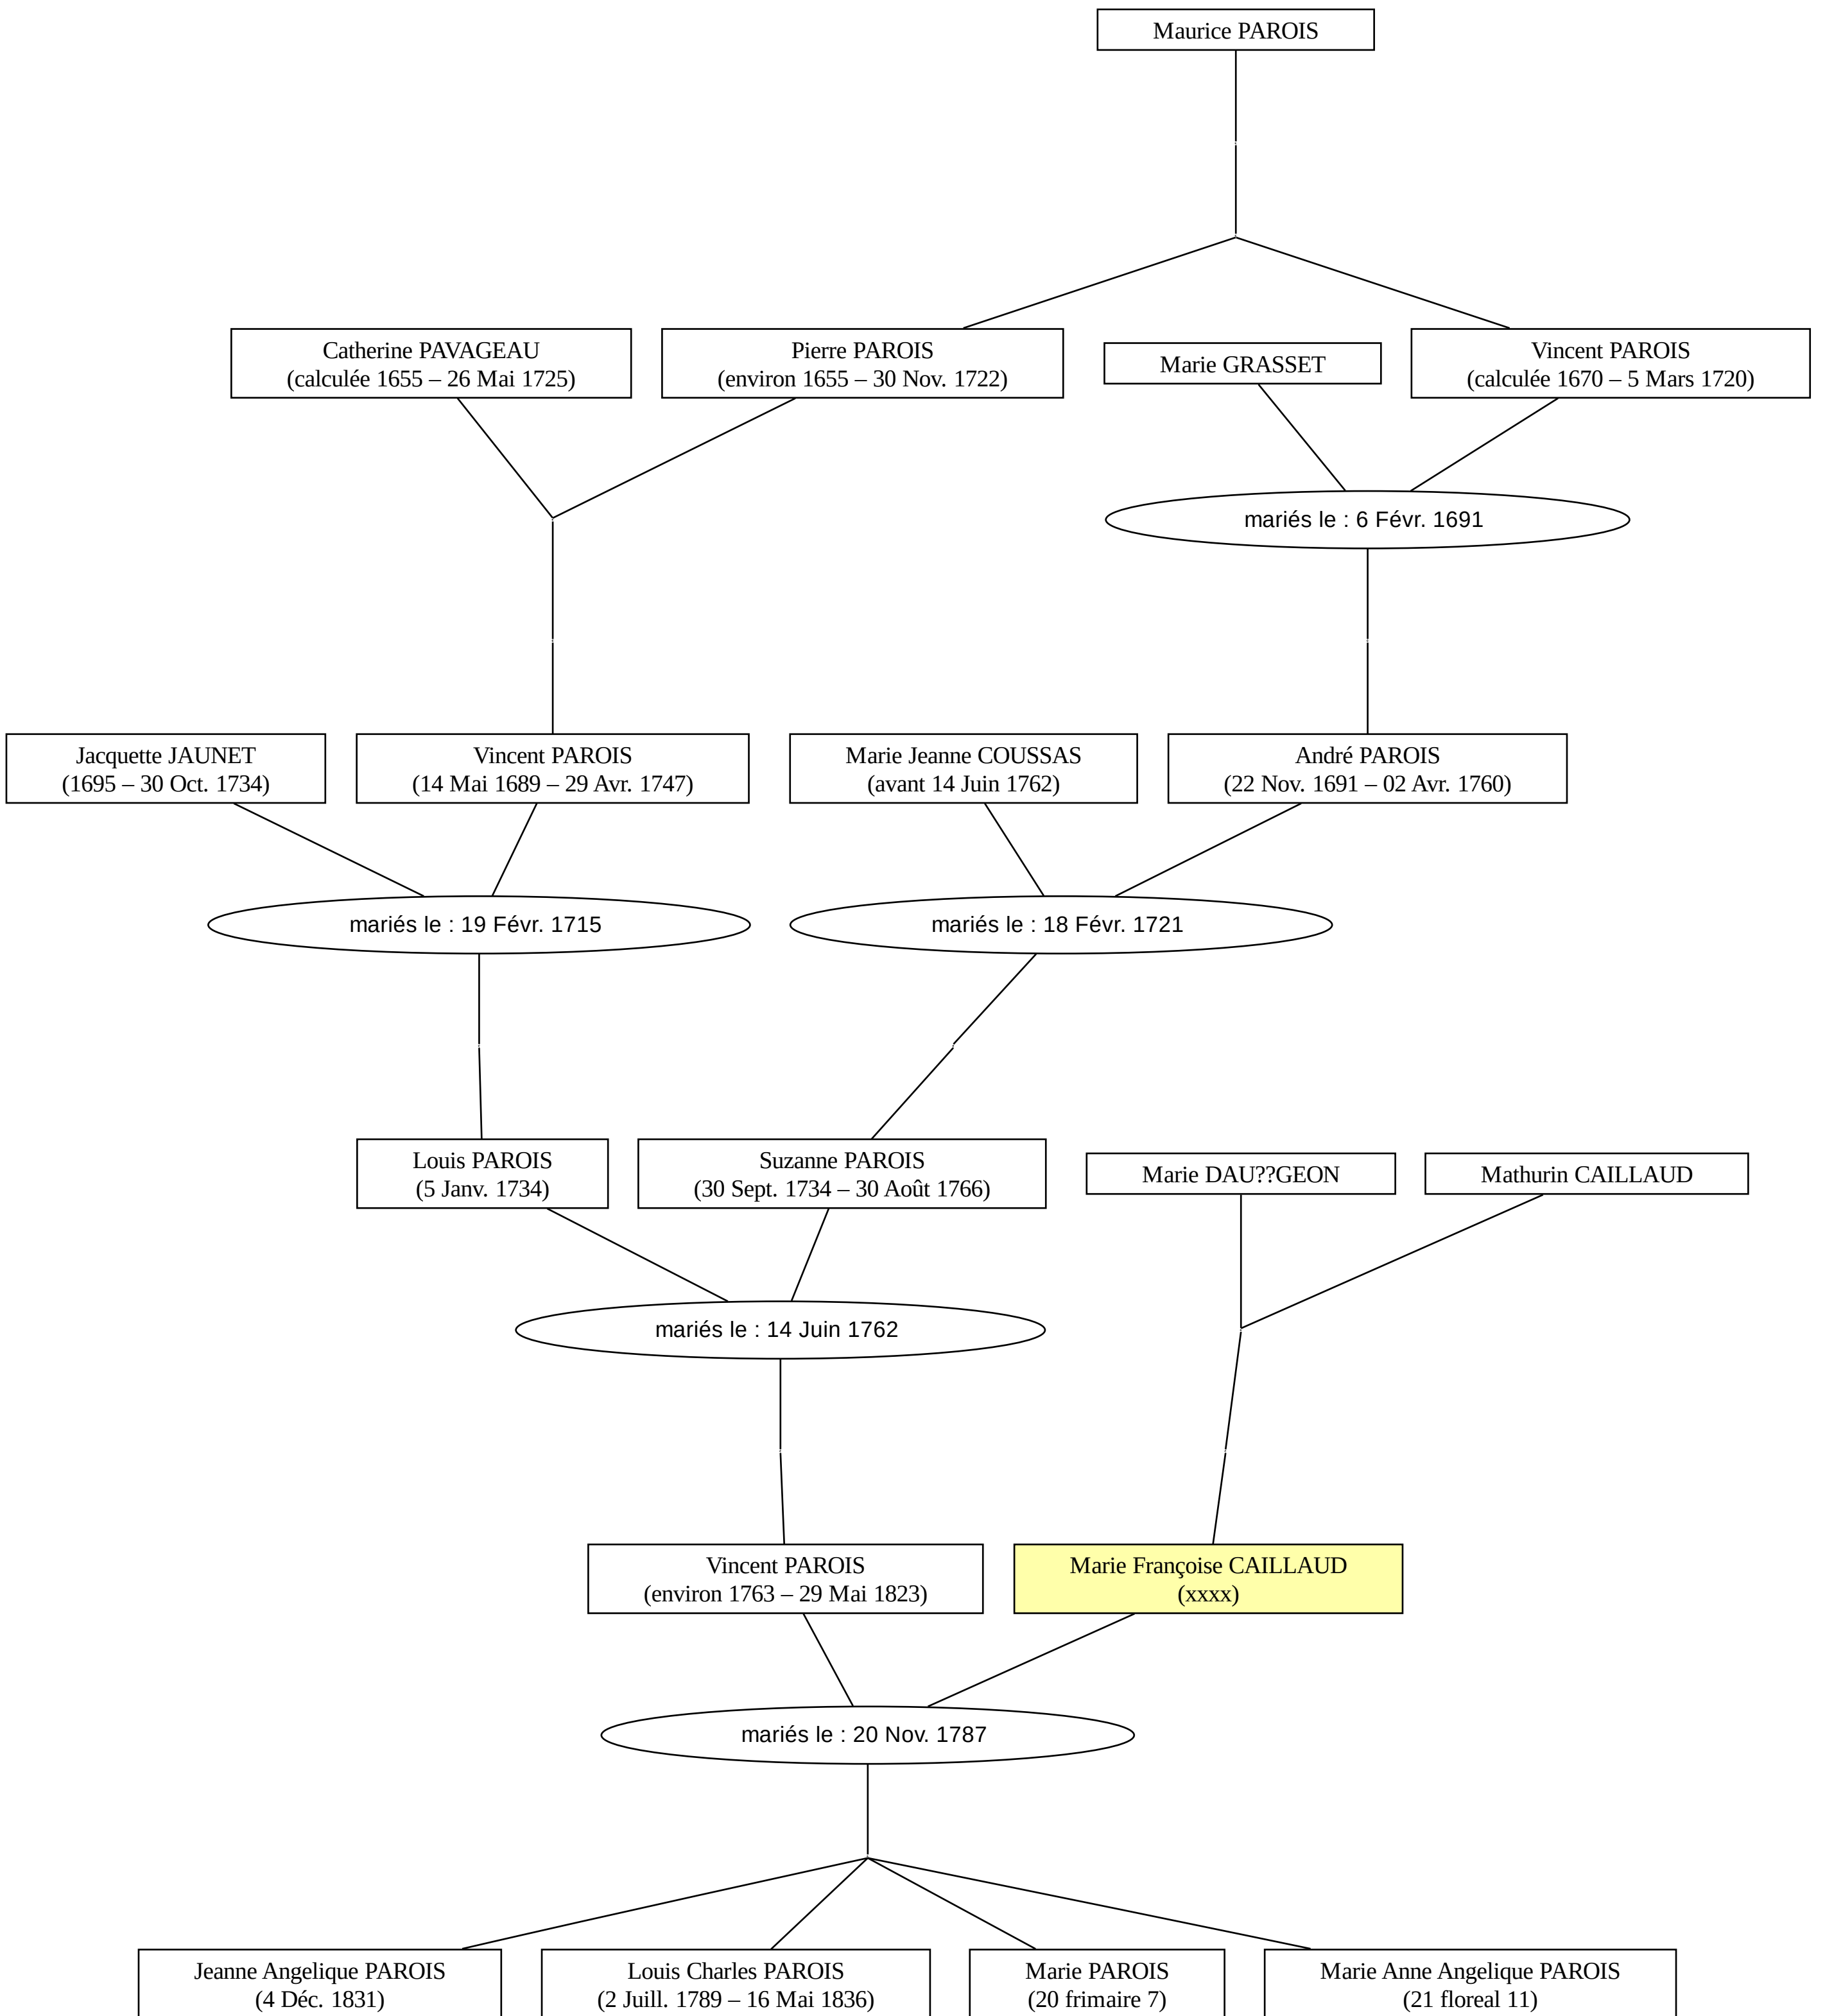 Maurice PAROIS
Catherine PAVAGEAU
(calculée 1655 – 26 Mai 1725)
Pierre PAROIS
(environ 1655 – 30 Nov. 1722)
Marie GRASSET
Vincent PAROIS
(calculée 1670 – 5 Mars 1720)
mariés le : 6 Févr. 1691
Jacquette JAUNET
(1695 – 30 Oct. 1734)
Vincent PAROIS
(14 Mai 1689 – 29 Avr. 1747)
Marie Jeanne COUSSAS
(avant 14 Juin 1762)
André PAROIS
(22 Nov. 1691 – 02 Avr. 1760)
mariés le : 19 Févr. 1715
mariés le : 18 Févr. 1721
Louis PAROIS
(5 Janv. 1734)
Suzanne PAROIS
(30 Sept. 1734 – 30 Août 1766)
Marie DAU??GEON
Mathurin CAILLAUD
mariés le : 14 Juin 1762
Vincent PAROIS
(environ 1763 – 29 Mai 1823)
Marie Françoise CAILLAUD
(xxxx)
mariés le : 20 Nov. 1787
Jeanne Angelique PAROIS
(4 Déc. 1831)
Louis Charles PAROIS
(2 Juill. 1789 – 16 Mai 1836)
Marie PAROIS
(20 frimaire 7)
Marie Anne Angelique PAROIS
(21 floreal 11)